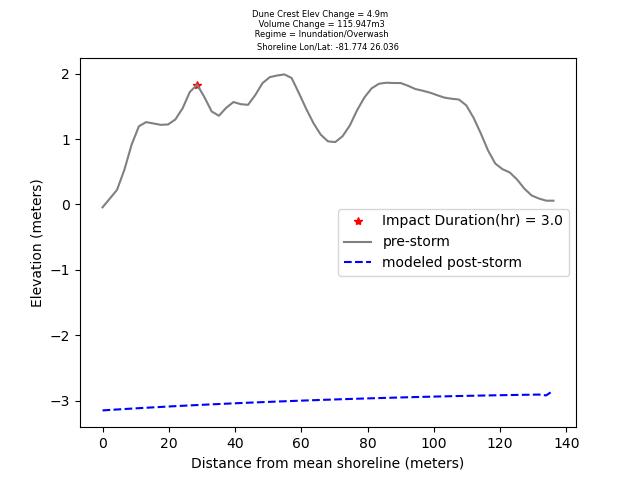 Dune Crest Elev Change = 4.9m
Volume Change = 115.947m3
Regime = Inundation/Overwash
Shoreline Lon/Lat: -81.774 26.036
2
1
0
−1
−2
−3
Elevation (meters)
Impact Duration(hr) = 3.0
pre-storm
modeled post-storm
0 20 40 60 80 100 120 140
Distance from mean shoreline (meters)